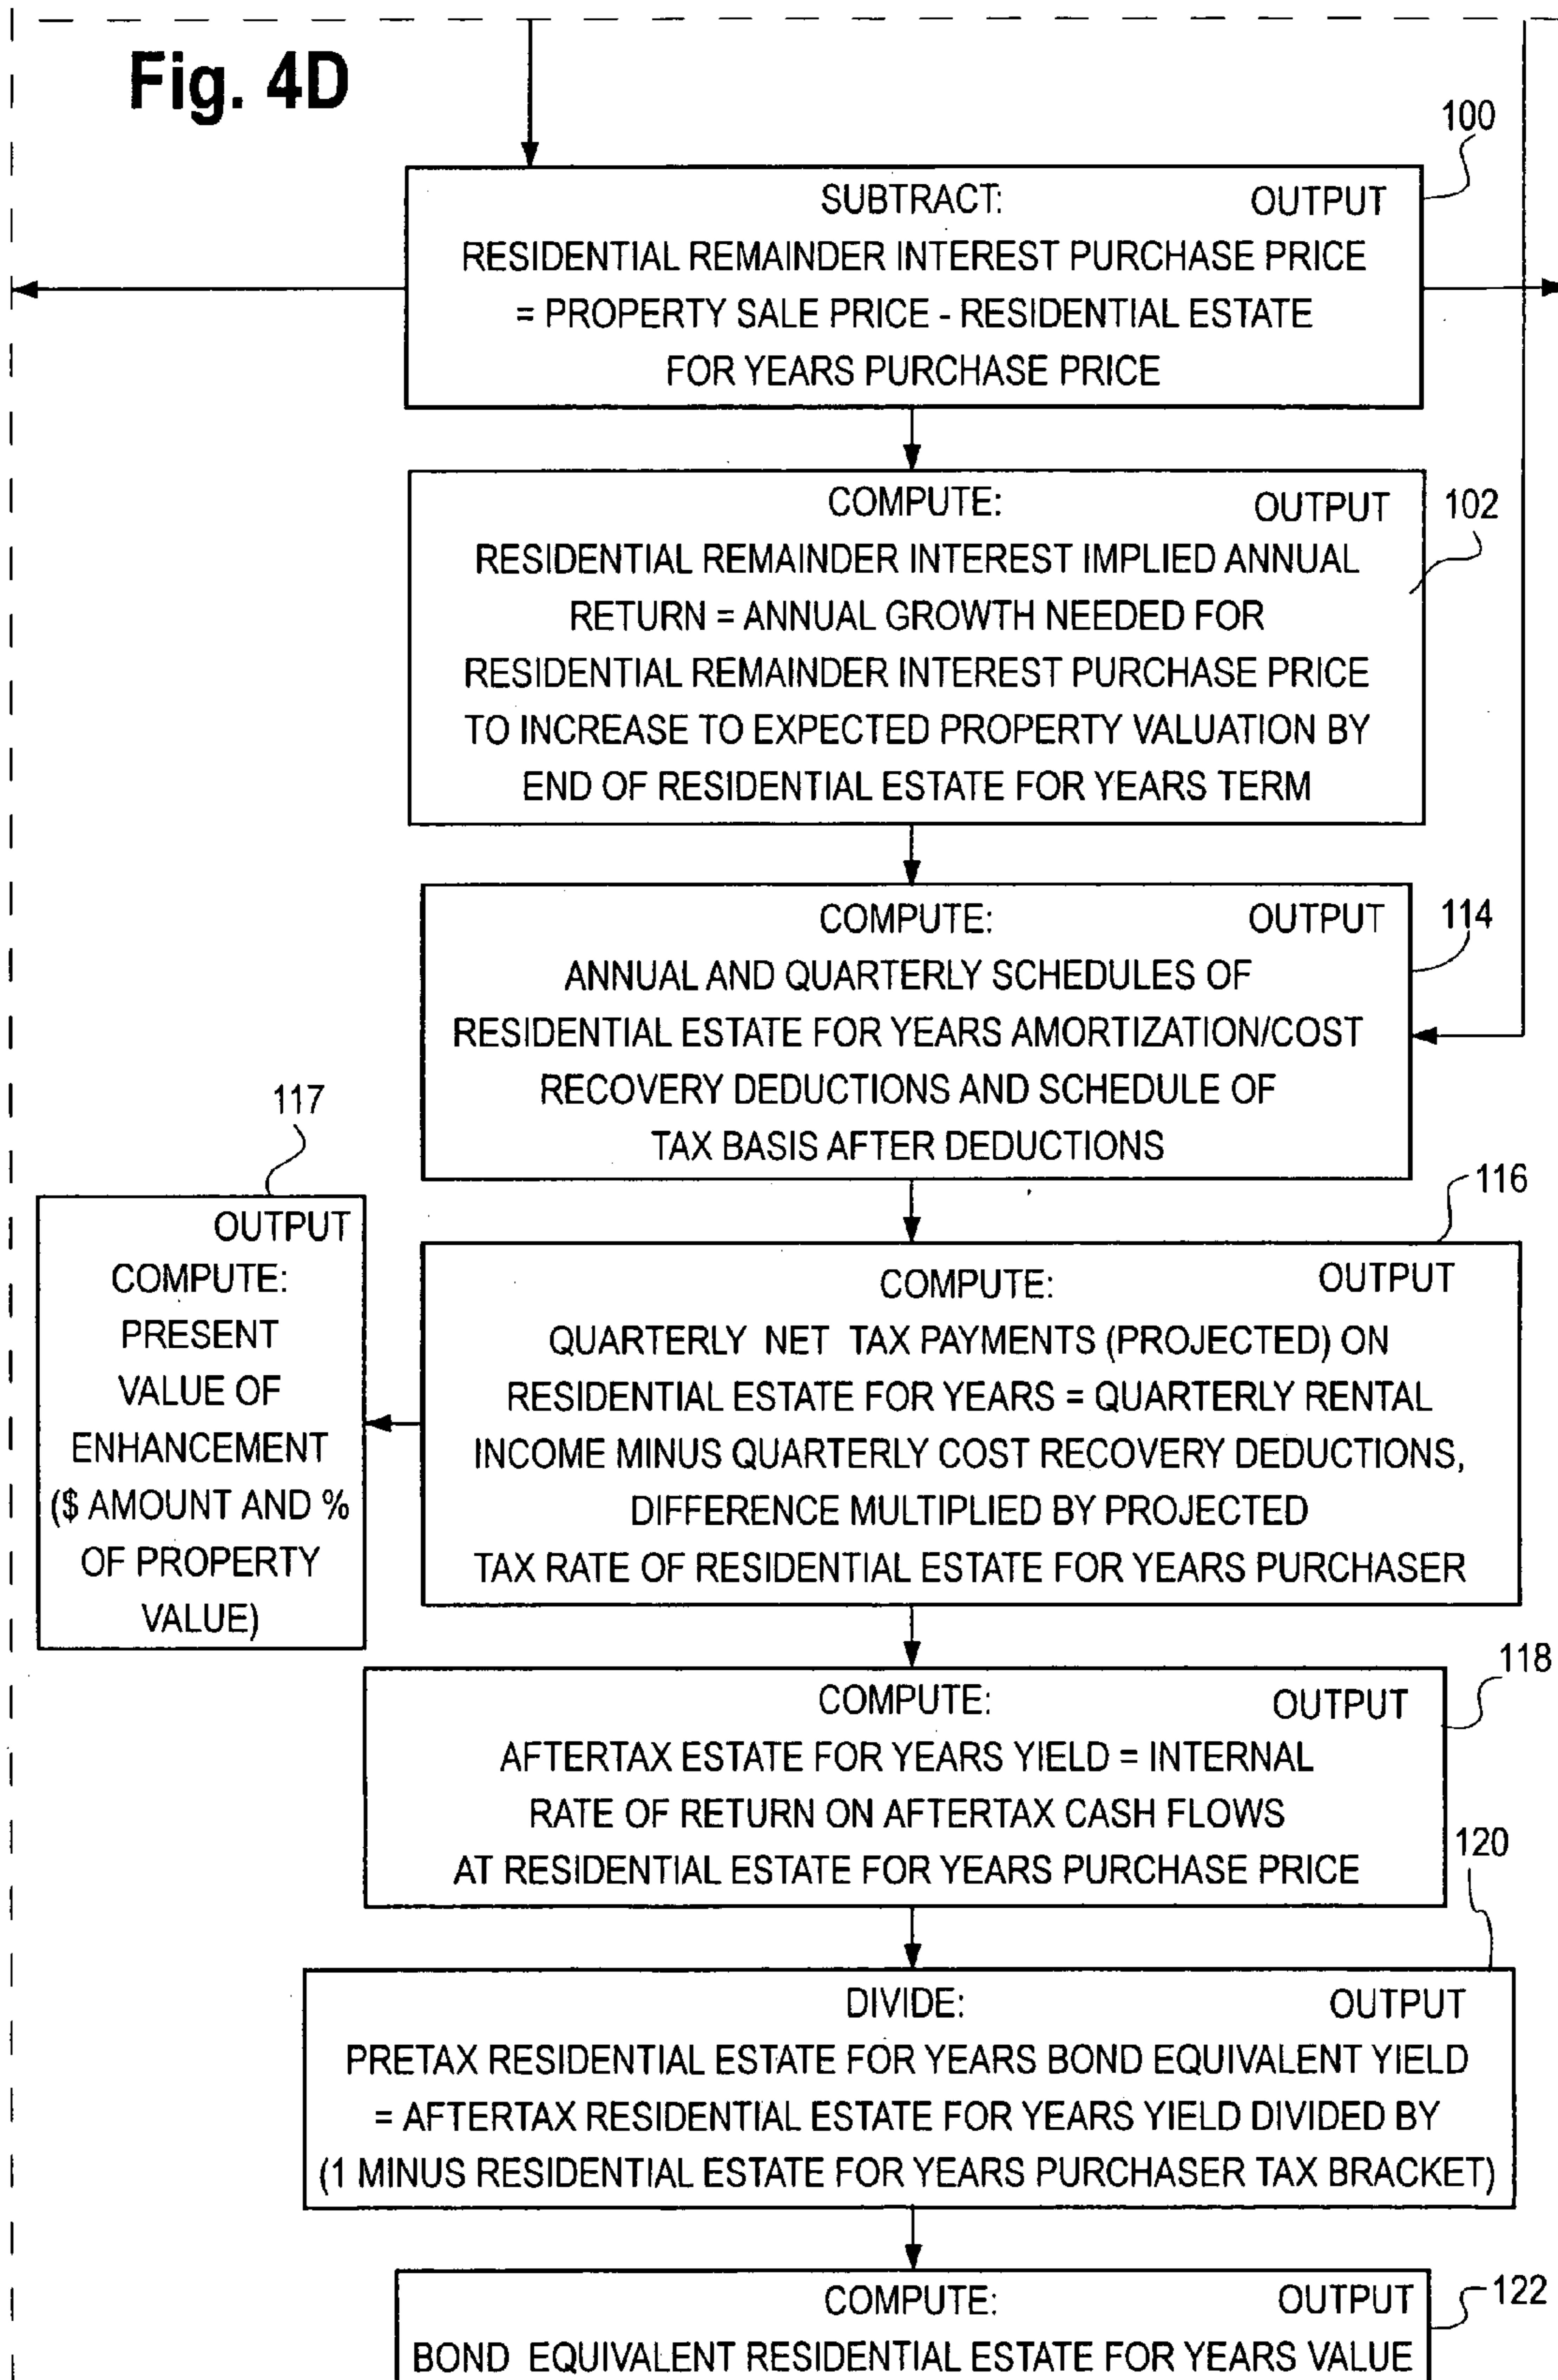 Fig. 4D
100
SUBTRACT: OUTPUT
RESIDENTIAL REMAINDER INTEREST PURCHASE PRICE
= PROPERTY SALE PRICE - RESIDENTIAL ESTATE
FOR YEARS PURCHASE PRICE
COMPUTE: OUTPUT
102
RESIDENTIAL REMAINDER INTEREST IMPLIED ANNUAL
RETURN = ANNUAL GROWTH NEEDED FOR
RESIDENTIAL REMAINDER INTEREST PURCHASE PRICE
TO INCREASE TO EXPECTED PROPERTY VALUATION BY
END OF RESIDENTIAL ESTATE FOR YEARS TERM
COMPUTE: OUTPUT
114
ANNUAL AND QUARTERLY SCHEDULES OF
RESIDENTIAL ESTATE FOR YEARS AMORTIZATION/COST
RECOVERY DEDUCTIONS AND SCHEDULE OF
TAX BASIS AFTER DEDUCTIONS
117
OUTPUT
COMPUTE:
PRESENT
VALUE OF
ENHANCEMENT
($ AMOUNT AND %
OF PROPERTY
VALUE)
116
COMPUTE: OUTPUT
QUARTERLY NET TAX PAYMENTS (PROJECTED) ON
RESIDENTIAL ESTATE FOR YEARS = QUARTERLY RENTAL
INCOME MINUS QUARTERLY COST RECOVERY DEDUCTIONS,
DIFFERENCE MULTIPLIED BY PROJECTED
TAX RATE OF RESIDENTIAL ESTATE FOR YEARS PURCHASER
118
COMPUTE: OUTPUT
AFTERTAX ESTATE FOR YEARS YIELD = INTERNAL
RATE OF RETURN ON AFTERTAX CASH FLOWS
AT RESIDENTIAL ESTATE FOR YEARS PURCHASE PRICE
120
DIVIDE: OUTPUT
PRETAX RESIDENTIAL ESTATE FOR YEARS BOND EQUIVALENT YIELD
= AFTERTAX RESIDENTIAL ESTATE FOR YEARS YIELD DIVIDED BY
(1 MINUS RESIDENTIAL ESTATE FOR YEARS PURCHASER TAX BRACKET)
COMPUTE: OUTPUT
122
BOND EQUIVALENT RESIDENTIAL ESTATE FOR YEARS VALUE